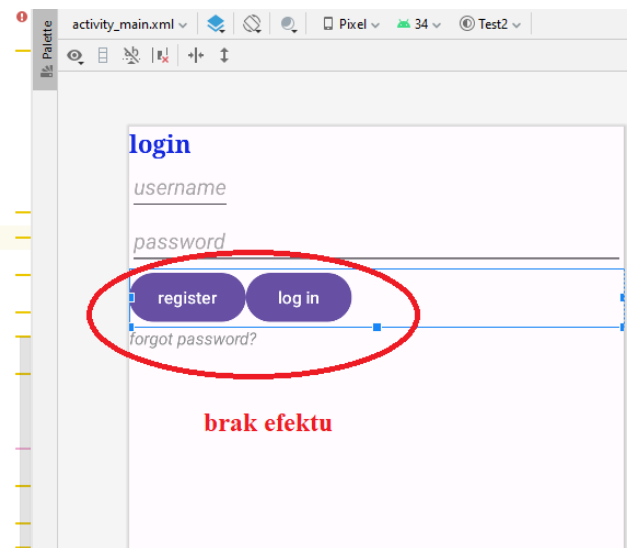 Palette
activity_main.xml
Pixel
34
Test2
login
username
password
register
log in
forgot password?
brak efektu